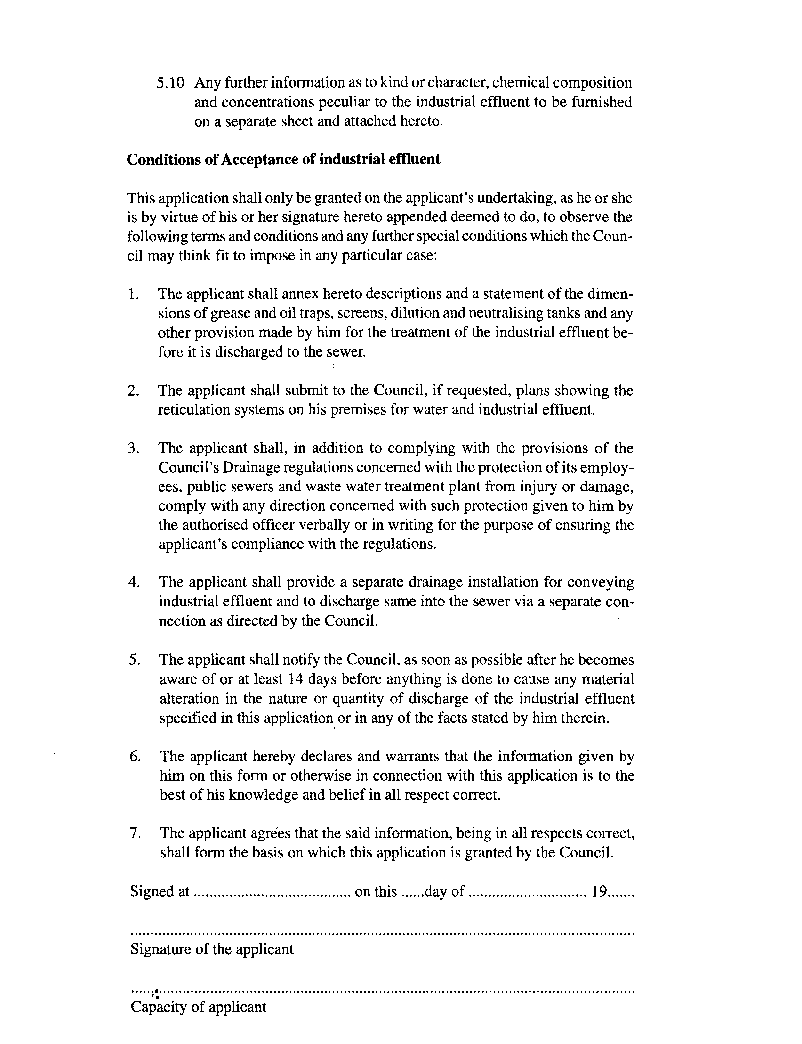 5.10 Any further information as to kind or character, chemical composition
and concentrations peculiar to the industrial effluent to be furnished
on a separate sheet and attached hereto.
Conditions of Acceptance of industrial effluent
This application shall only be granted on the applicant's undertaking, as he or she
is by virtue of his or her signature hereto appended deemed to do, to observe the
following terms and conditions and any further special conditions which the Coun-
cil may think fit to impose in any particular case:
1. The applicant shall annex hereto descriptions and a statement of the dimen-
sions of grease and oil traps, screens, dilution and neutralising tanks and any
other provision made by him for the treatment of the industrial effluent be-
fore it is discharged to the sewer.
2. The applicant shall submit to the Council, if requested, plans showing the
reticulation systems on his premises for water and industrial effluent.
3. The applicant shall, in addition to complying with the provisions of the
Council's Drainage regulations concerned with the protection of its employ-
ees, public sewers and waste water treatment plant from injury or damage,
comply with any direction concerned with such protection given to him by
the authorised officer verbally or in writing for the purpose of ensuring the
applicant's compliance with the regulations.
4. The applicant shall provide a separate drainage installation for conveying
industrial effluent and to discharge same into the sewer via a separate con-
nection as directed by the Council.
5. The applicant shall notify the Council, as soon as possible after he becomes
aware of or at least 14 days before anything is done to cause any material
alteration in the nature or quantity of discharge of the industrial effluent
specified in this application or in any of the facts stated by him therein.
6. The applicant hereby declares and warrants that the information given by
him on this form or otherwise in connection with this application is to the
best of his knowledge and belief in all respect correct.
7. The applicant agrees that the said information, being in all respects correct,
shall form the basis on which this application is granted by the Council.
Signed at ........................................ on this ......day of .............................. 19.......
Signature of the applicant
Capacity of applicant